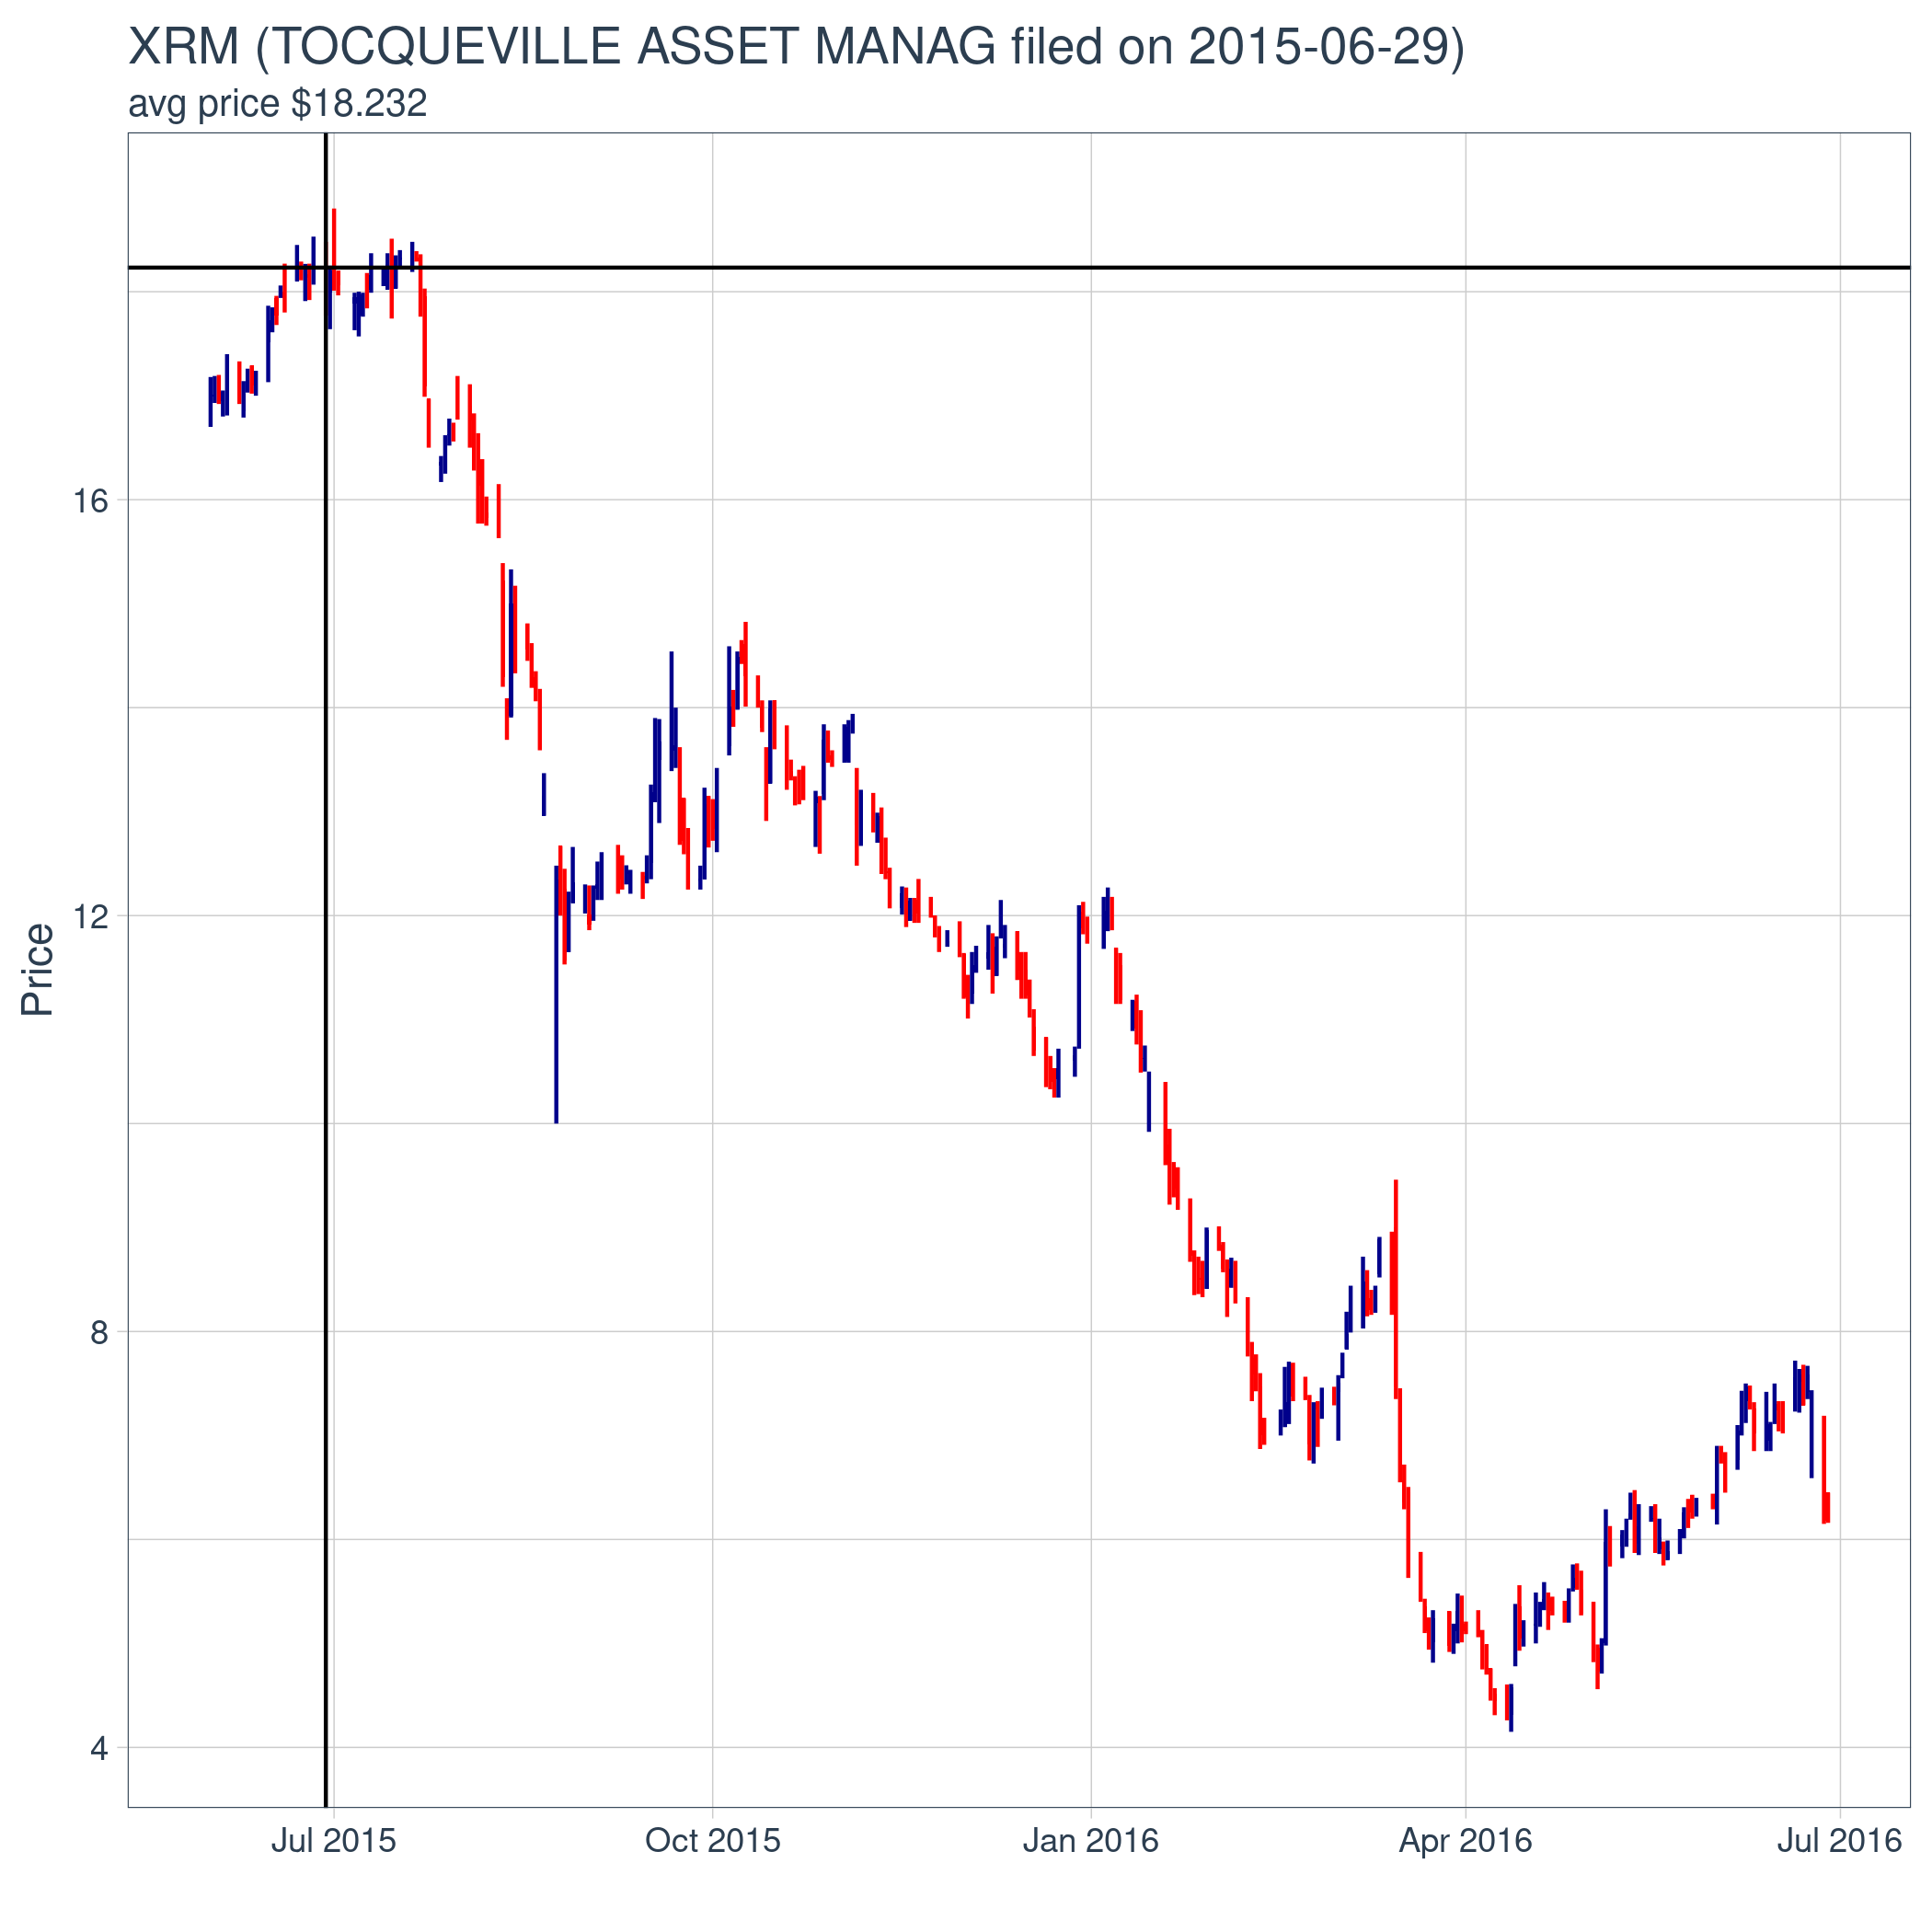 XRM (TOCQUEVILLE ASSET MANAG filed on 2015-06-29)
avg price $18.232
16
12
8
4
Price
Jul 2015
Oct 2015
Jan 2016
Apr 2016
Jul 2016